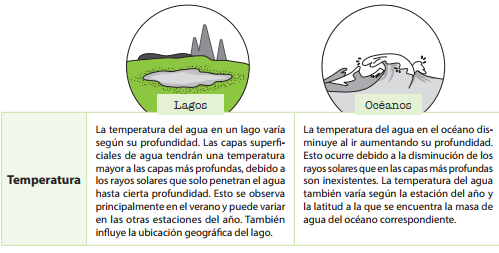 Lagos
Océanos
Temperatura
La temperatura del agua en un lago varía
según su profundidad. Las capas superfi-
ciales de agua tendrán una temperatura
mayor a las capas más profundas, debido a
los rayos solares que solo penetran el agua
hasta cierta profundidad. Esto se observa
principalmente en el verano y puede variar
en las otras estaciones del año. También
influye la ubicación geográfica del lago.
La temperatura del agua en el océano dis-
minuye al ir aumentando su profundidad.
Esto ocurre debido a la disminución de los
rayos solares que en las capas más profundas
son inexistentes. La temperatura del agua
también varía según la estación del año y
la latitud a la que se encuentra la masa de
agua del océano correspondiente.